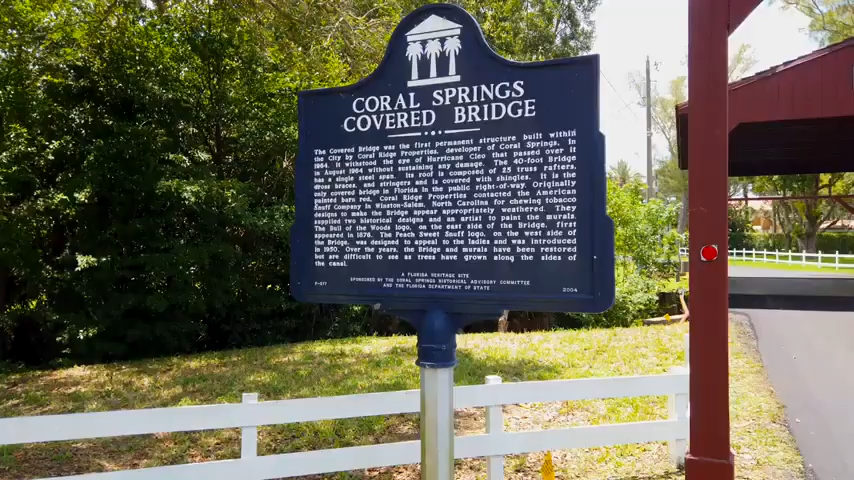 CORAL SPRINGS
COVERED BRIDGE
The Covered Bridge was the first permanent structure built within
the City by Coral Ridge Properties, developer of Coral Springs. In
1964, it withstood the eye of Hurricane Cleo that passed over it
in August 1964 without sustaining any damage. The 40-foot Bridge
has a single steel span. Its roof is composed of 25 truss rafters,
cross braces, and stringers and is covered with shingles. It is the
only covered bridge in Florida in the public right-of-way. Originally
painted barn red, Coral Ridge Properties contacted the American
Snuff Company in Winston-Salem, North Carolina for chewing tobacco
designs to make the Bridge appear appropriately weathered. They
supplied two historical designs and an artist to paint the murals.
The Bull of the Woods logo, on the east side of the Bridge, first
appeared in 1876. The Peach Sweet Snuff logo, on the west side of
the Bridge, was designed to appeal to the ladies and was introduced
in 1950. Over the years, the Bridge and murals have been restored
but are difficult to see as trees have grown along the sides of
the canal.
A FLORIDA HERITAGE SITE
SPONSORED BY THE CORAL SPRINGS HISTORICAL ADVISORY COMMITTEE
AND THE FLORIDA DEPARTMENT OF STATE
F-517 2004